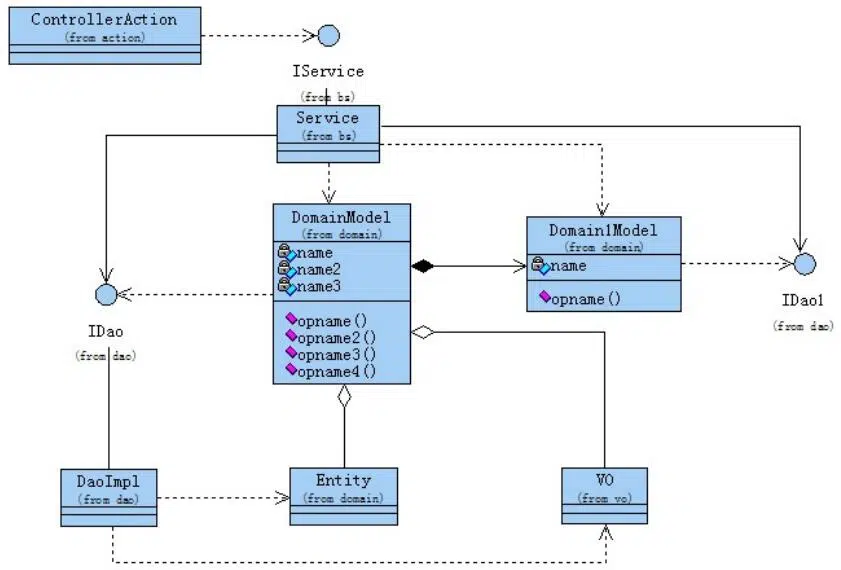 ControllerAction
(from action)
IService
(from bs)
Service
(from bs)
DomainModel
(from domain)
name
name2
name3
opname()
opname2()
opname3()
opname4()
Domain1Model
(from domain)
name
opname()
IDao
(from dao)
IDao1
(from dao)
DaoImpl
(from dao)
Entity
(from domain)
VO
(from vo)